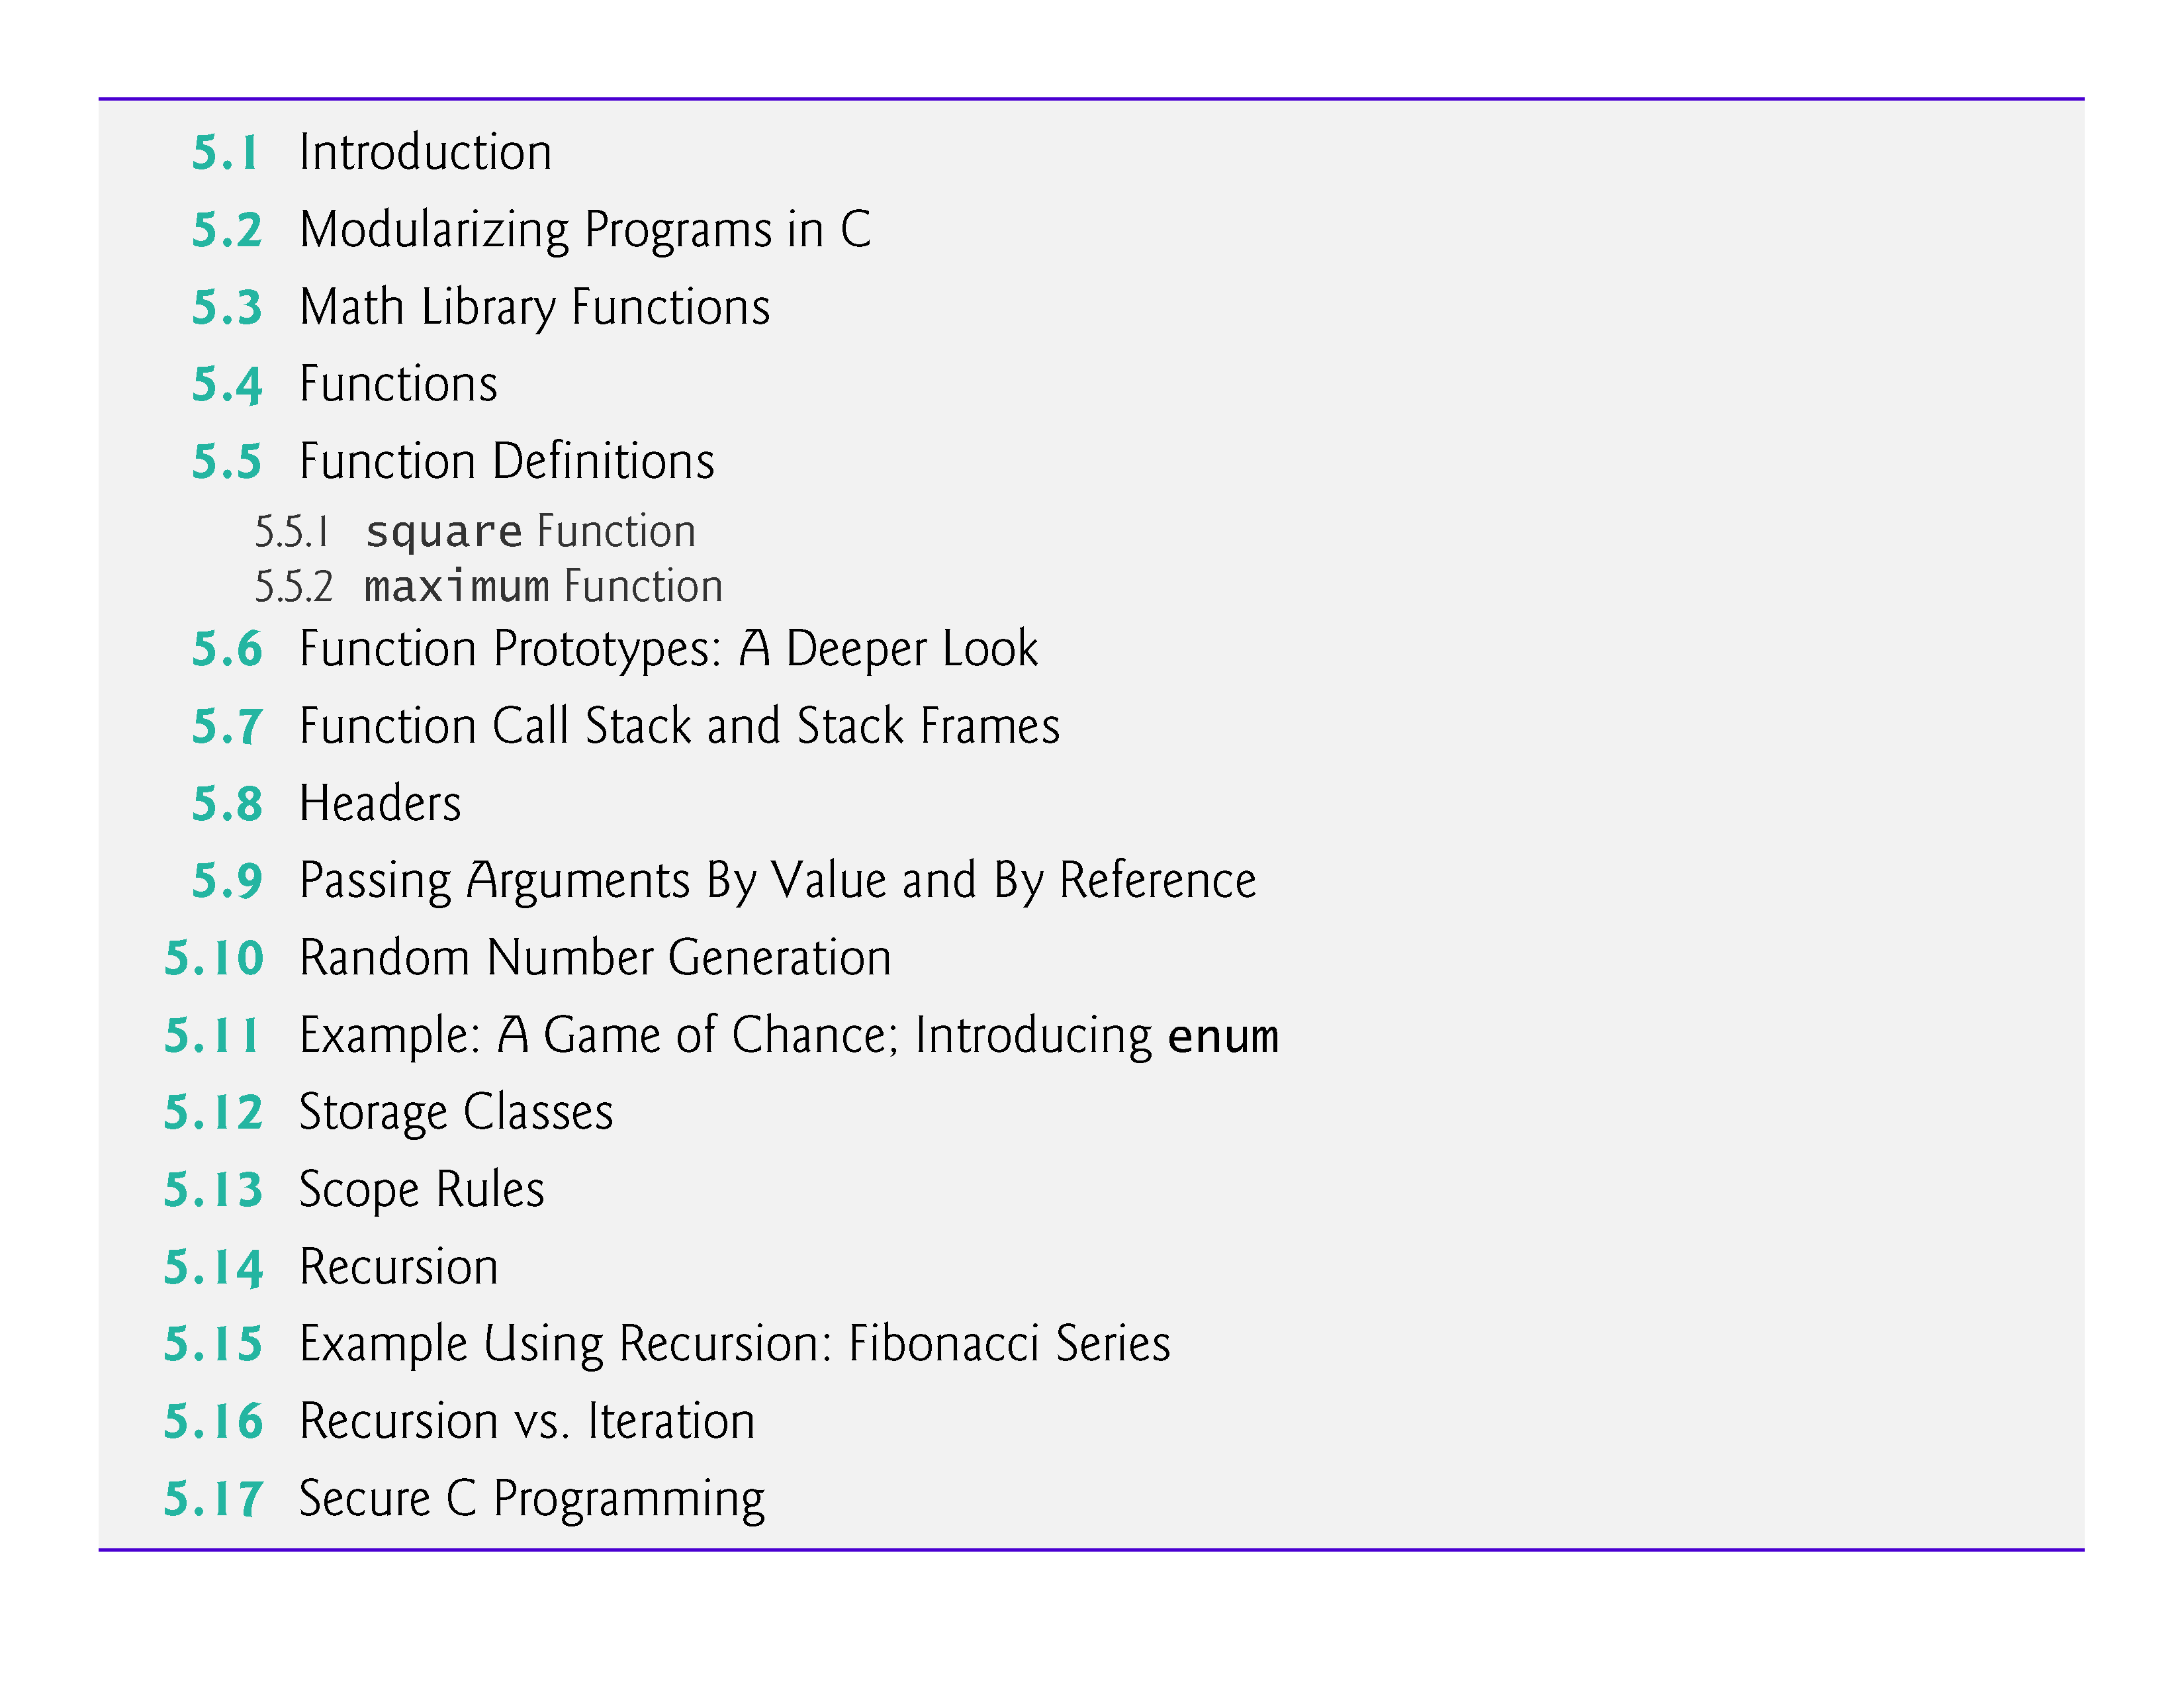 5.1 Introduction
5.2 Modularizing Programs in C
5.3 Math Library Functions
5.4 Functions
5.5 Function Definitions
5.5.1 square Function
5.5.2 maximum Function
5.6 Function Prototypes: A Deeper Look
5.7 Function Call Stack and Stack Frames
5.8 Headers
5.9 Passing Arguments By Value and By Reference
5.10 Random Number Generation
5.11 Example: A Game of Chance; Introducing enum
5.12 Storage Classes
5.13 Scope Rules
5.14 Recursion
5.15 Example Using Recursion: Fibonacci Series
5.16 Recursion vs. Iteration
5.17 Secure C Programming